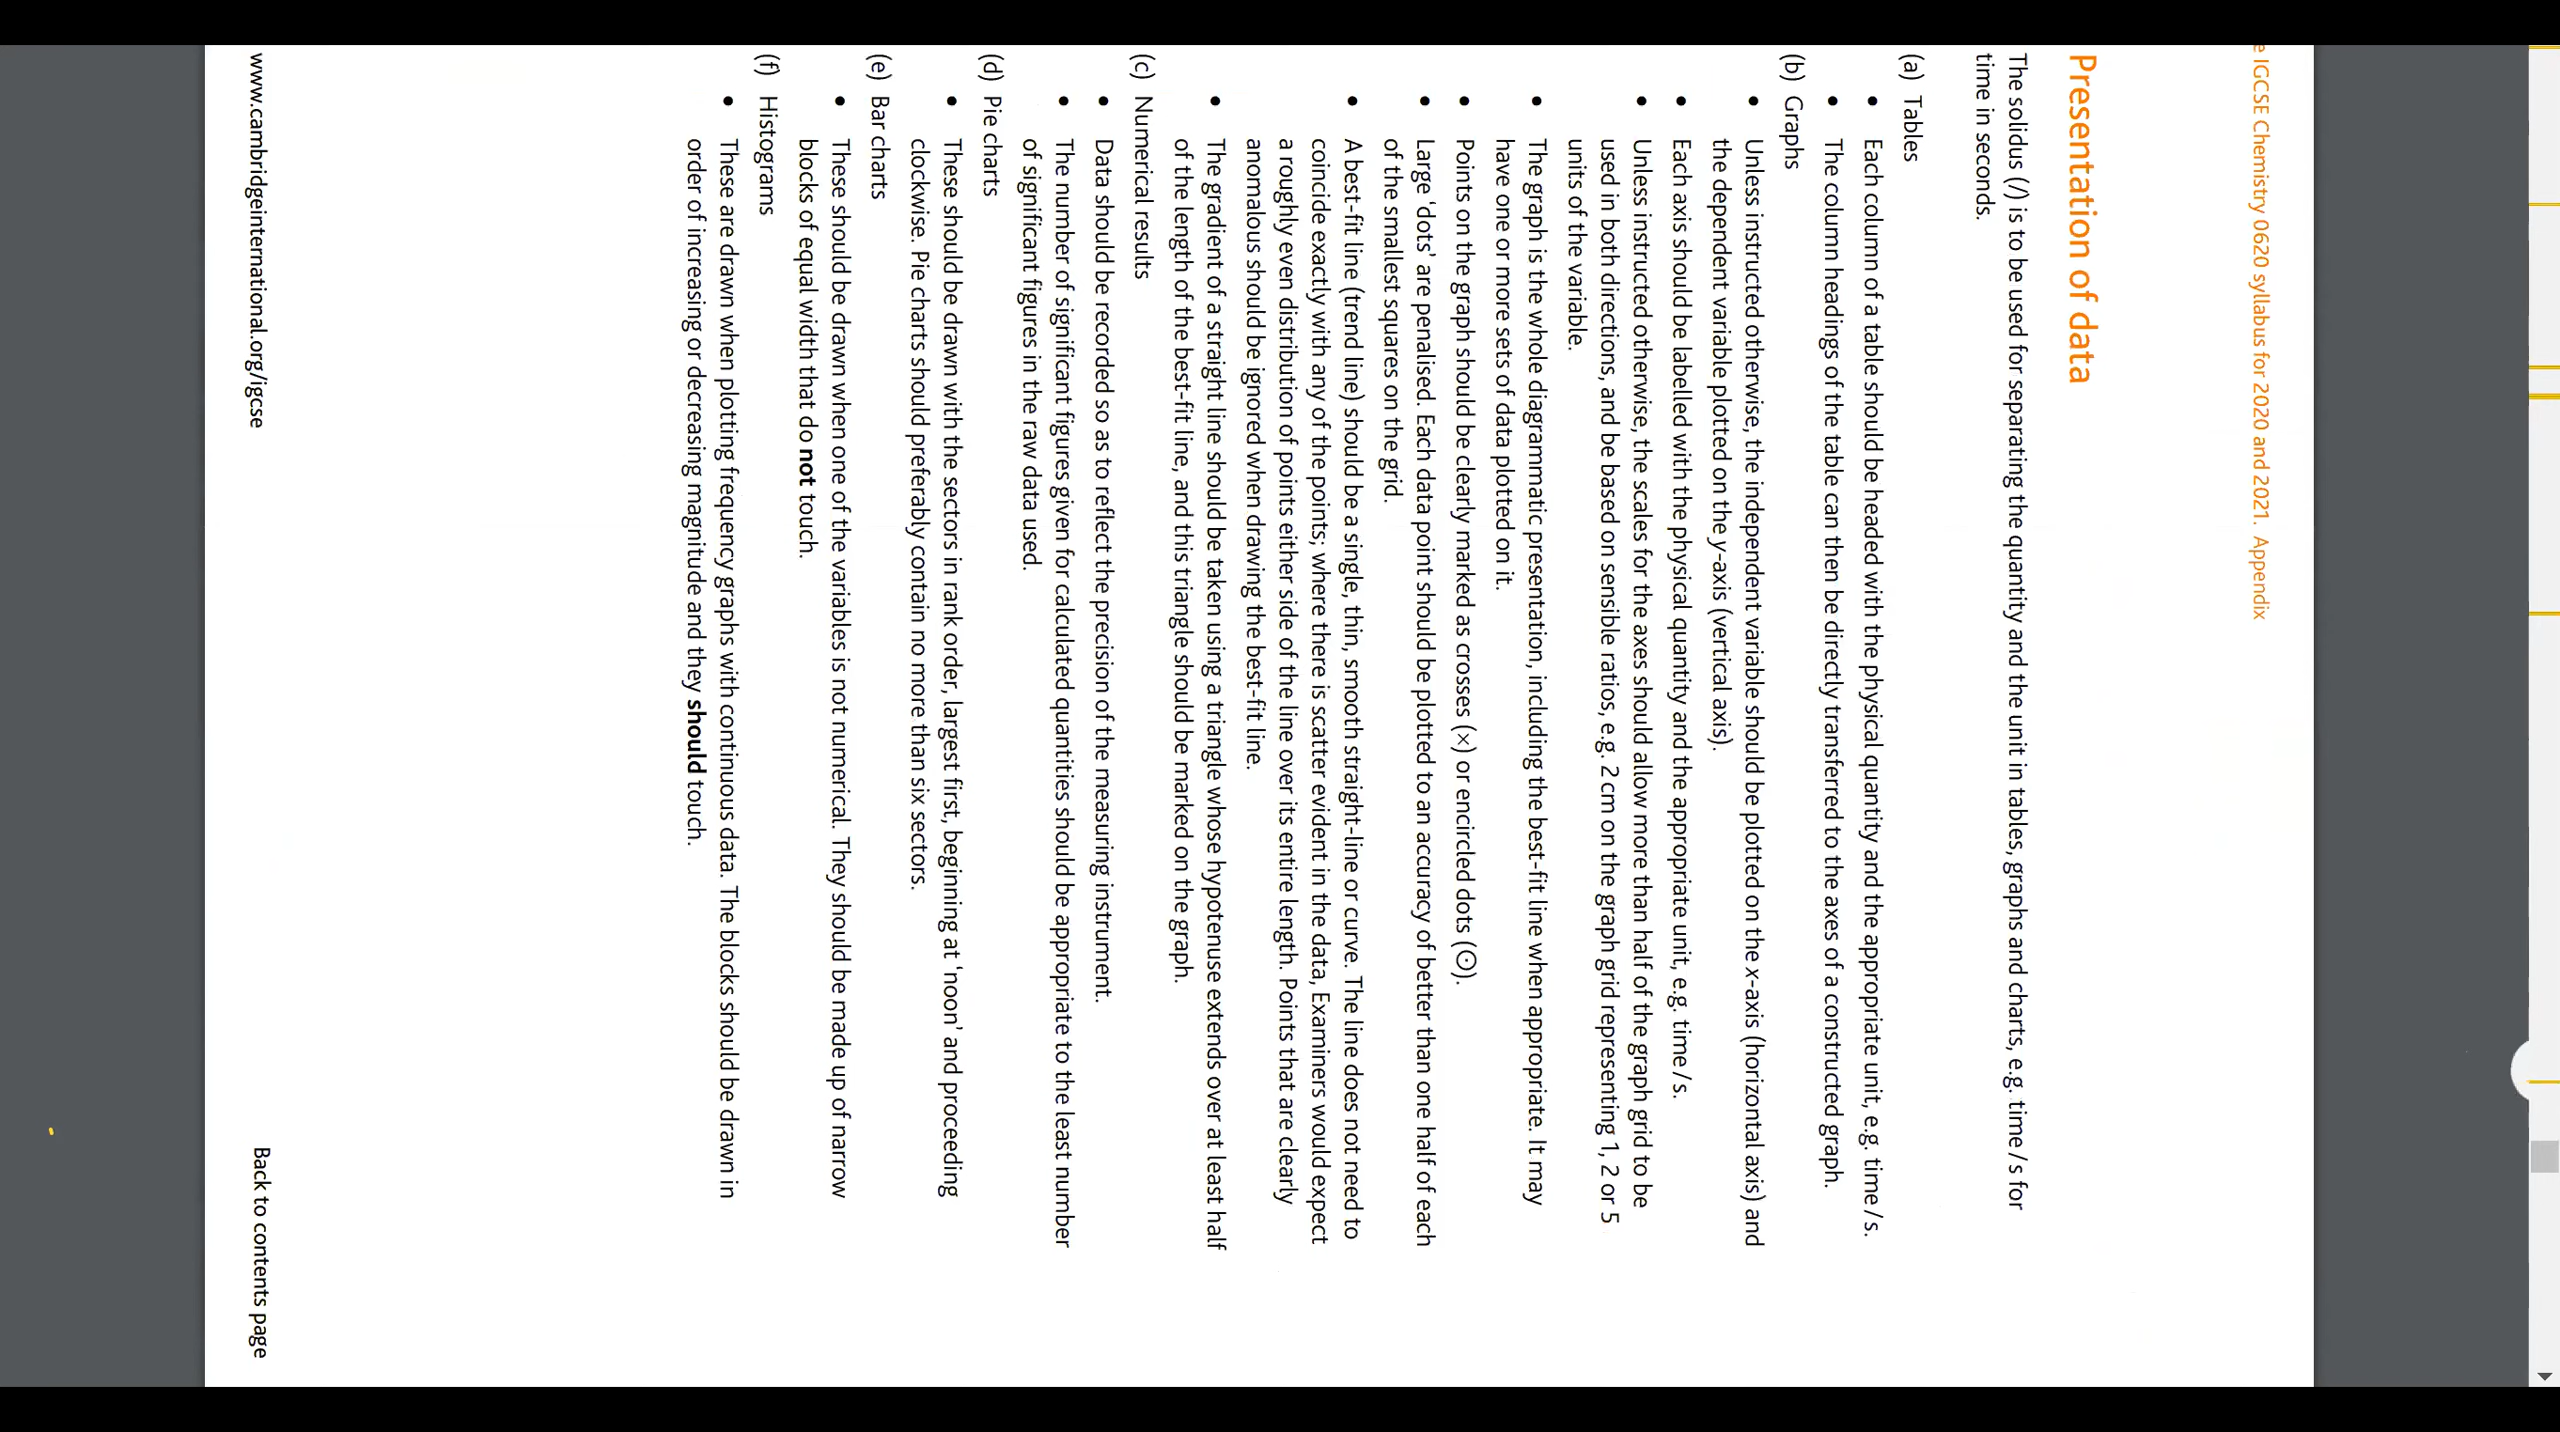 e IGCSE Chemistry 0620 syllabus for 2020 and 2021. Appendix
Presentation of data
The solidus (/) is to be used for separating the quantity and the unit in tables, graphs and charts, e.g. time / s for
time in seconds.
(a) Tables
• Each column of a table should be headed with the physical quantity and the appropriate unit, e.g. time / s.
• The column headings of the table can then be directly transferred to the axes of a constructed graph.
(b) Graphs
• Unless instructed otherwise, the independent variable should be plotted on the x-axis (horizontal axis) and
the dependent variable plotted on the y-axis (vertical axis).
• Each axis should be labelled with the physical quantity and the appropriate unit, e.g. time / s.
• Unless instructed otherwise, the scales for the axes should allow more than half of the graph grid to be
used in both directions, and be based on sensible ratios, e.g. 2 cm on the graph grid representing 1, 2 or 5
units of the variable.
• The graph is the whole diagrammatic presentation, including the best-fit line when appropriate. It may
have one or more sets of data plotted on it.
• Points on the graph should be clearly marked as crosses (×) or encircled dots (⊙).
• Large ‘dots’ are penalised. Each data point should be plotted to an accuracy of better than one half of each
of the smallest squares on the grid.
• A best-fit line (trend line) should be a single, thin, smooth straight-line or curve. The line does not need to
coincide exactly with any of the points; where there is scatter evident in the data, Examiners would expect
a roughly even distribution of points either side of the line over its entire length. Points that are clearly
anomalous should be ignored when drawing the best-fit line.
• The gradient of a straight line should be taken using a triangle whose hypotenuse extends over at least half
of the length of the best-fit line, and this triangle should be marked on the graph.
(c) Numerical results
• Data should be recorded so as to reflect the precision of the measuring instrument.
• The number of significant figures given for calculated quantities should be appropriate to the least number
of significant figures in the raw data used.
(d) Pie charts
• These should be drawn with the sectors in rank order, largest first, beginning at ‘noon’ and proceeding
clockwise. Pie charts should preferably contain no more than six sectors.
(e) Bar charts
• These should be drawn when one of the variables is not numerical. They should be made up of narrow
blocks of equal width that do not touch.
(f) Histograms
• These are drawn when plotting frequency graphs with continuous data. The blocks should be drawn in
order of increasing or decreasing magnitude and they should touch.
www.cambridgeinternational.org/igcse
Back to contents page